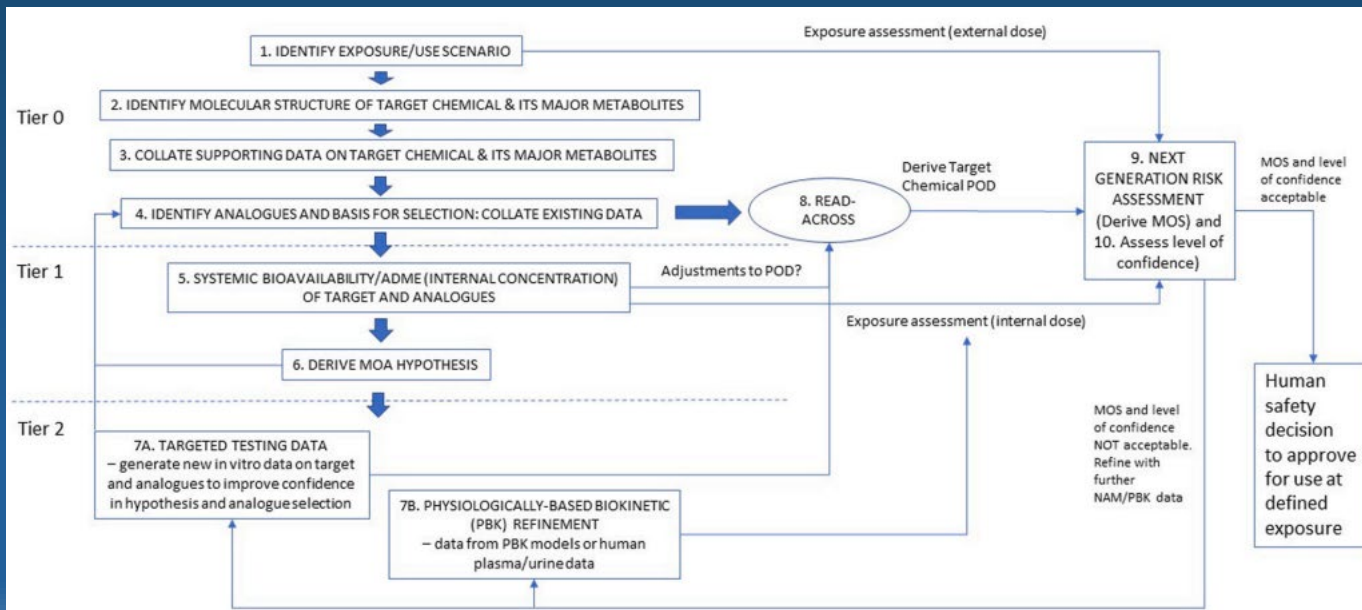 Exposure assessment (external dose)
1. IDENTIFY EXPOSURE/USE SCENARIO
Tier 0
2. IDENTIFY MOLECULAR STRUCTURE OF TARGET CHEMICAL & ITS MAJOR METABOLITES
3. COLLATE SUPPORTING DATA ON TARGET CHEMICAL & ITS MAJOR METABOLITES
4. IDENTIFY ANALOGUES AND BASIS FOR SELECTION: COLLATE EXISTING DATA
8. READ-
ACROSS
Derive Target
Chemical POD
9. NEXT
GENERATION RISK
ASSESSMENT
(Derive MOS) and
10. Assess level of
confidence)
MOS and level
of confidence
acceptable
Tier 1
5. SYSTEMIC BIOAVAILABILITY/ADME (INTERNAL CONCENTRATION)
OF TARGET AND ANALOGUES
Adjustments to POD?
Exposure assessment (internal dose)
6. DERIVE MOA HYPOTHESIS
Tier 2
7A. TARGETED TESTING DATA
– generate new in vitro data on target
and analogues to improve confidence
in hypothesis and analogue selection
7B. PHYSIOLOGICALLY-BASED BIOKINETIC
(PBK) REFINEMENT
– data from PBK models or human
plasma/urine data
MOS and level
of confidence
NOT acceptable.
Refine with
further
NAM/PBK data
Human
safety
decision
to approve
for use at
defined
exposure